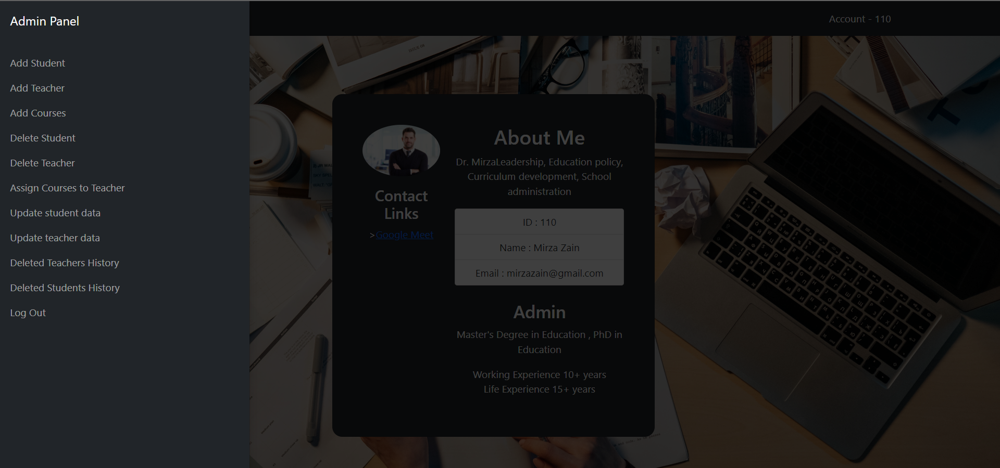 Admin Panel
Account - 110
Add Student
Add Teacher
Add Courses
Delete Student
Delete Teacher
Assign Courses to Teacher
Update student data
Update teacher data
Deleted Teachers History
Deleted Students History
Log Out
ISSUE 08
Contact
Links
>Google Meet
About Me
Dr. MirzaLeadership, Education policy,
Curriculum development, School
administration
ID : 110
Name : Mirza Zain
Email : mirzazain@gmail.com
Admin
Master's Degree in Education , PhD in
Education
Working Experience 10+ years
Life Experience 15+ years